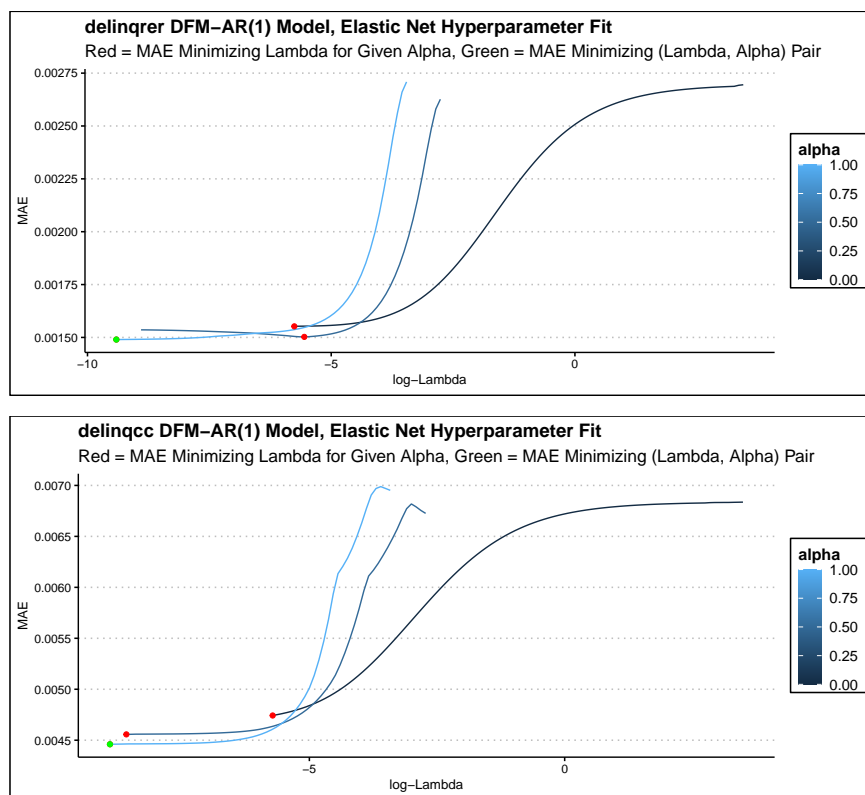 delinqrer DFM−AR(1) Model, Elastic Net Hyperparameter Fit
Red = MAE Minimizing Lambda for Given Alpha, Green = MAE Minimizing (Lambda, Alpha) Pair
0.00275
0.00250
0.00225
0.00200
0.00175
0.00150
MAE
−10
−5
0
log−Lambda
alpha
1.00
0.75
0.50
0.25
0.00
delinqcc DFM−AR(1) Model, Elastic Net Hyperparameter Fit
Red = MAE Minimizing Lambda for Given Alpha, Green = MAE Minimizing (Lambda, Alpha) Pair
0.0070
0.0065
0.0060
0.0055
0.0050
0.0045
MAE
−5
0
log−Lambda
alpha
1.00
0.75
0.50
0.25
0.00